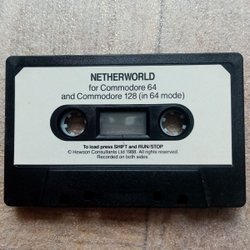 NETHERWORLD
for Commodore 64
and Commodore 128 (in 64 mode)
To load press SHIFT and RUN/STOP
© Hewson Consultants Ltd 1988. All rights reserved.
Recorded on both sides.